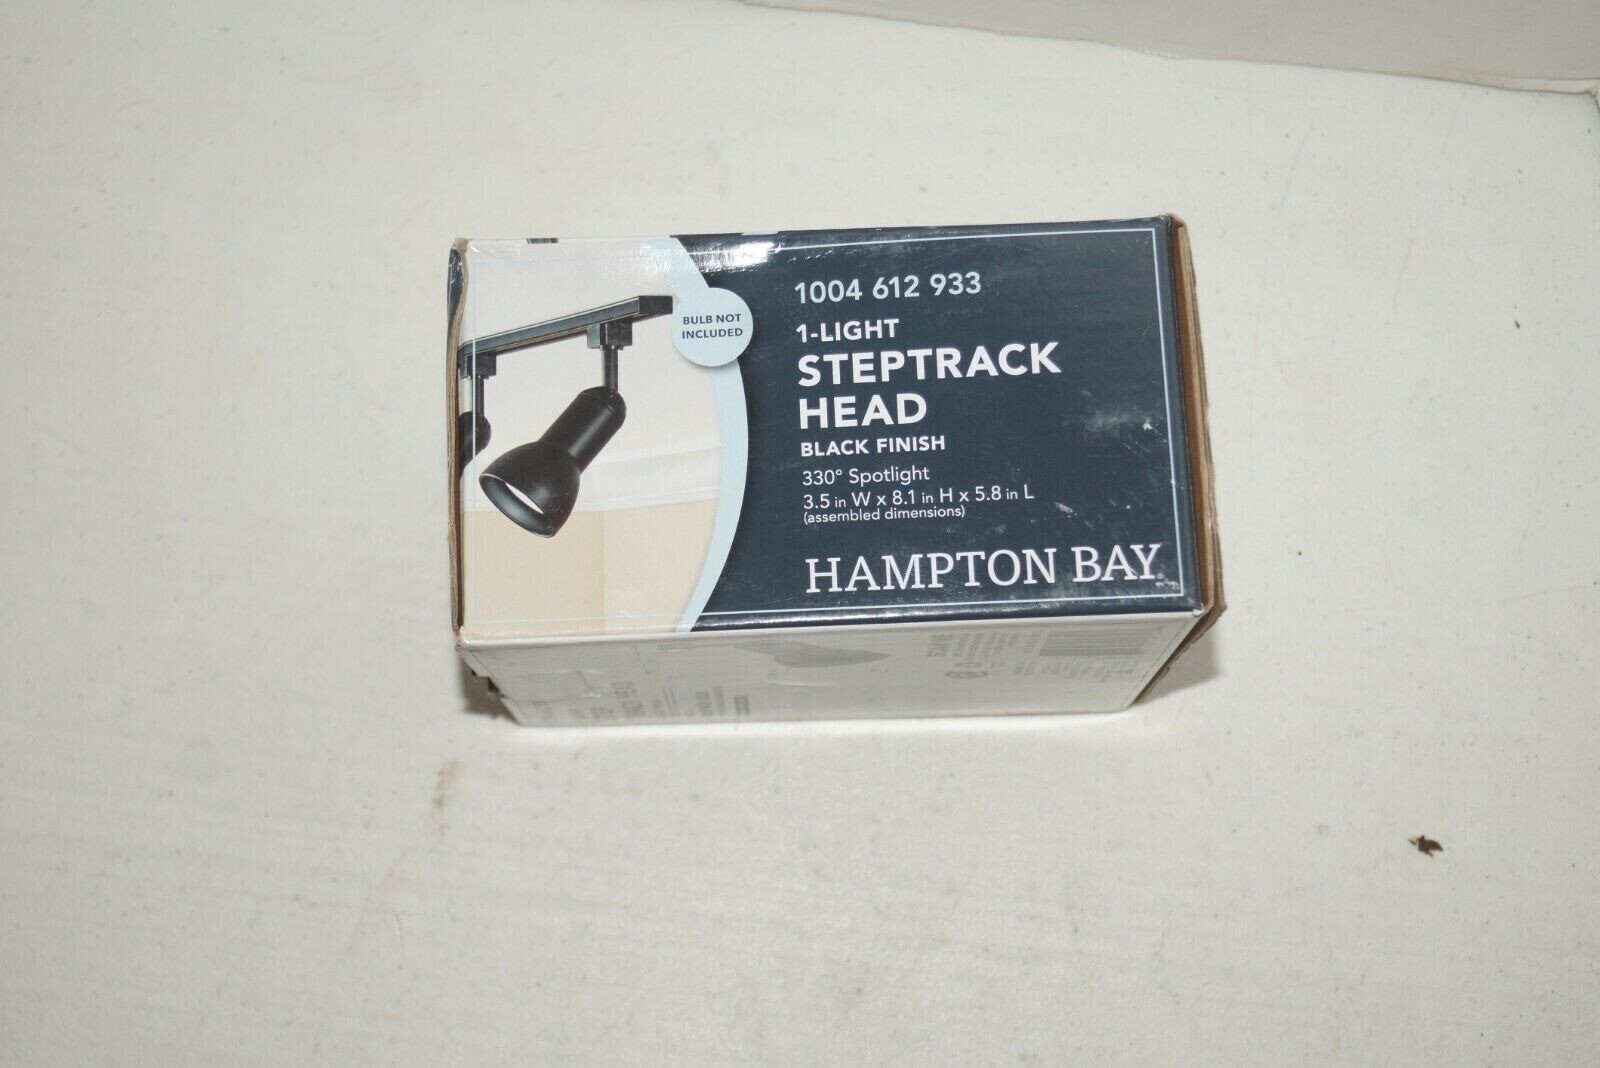 BULB NOT
INCLUDED
1004 612 933
1-LIGHT
STEPTRACK
HEAD
BLACK FINISH
330° Spotlight
3.5 in W x 8.1 in H x 5.8 in L
(assembled dimensions)
HAMPTON BAY